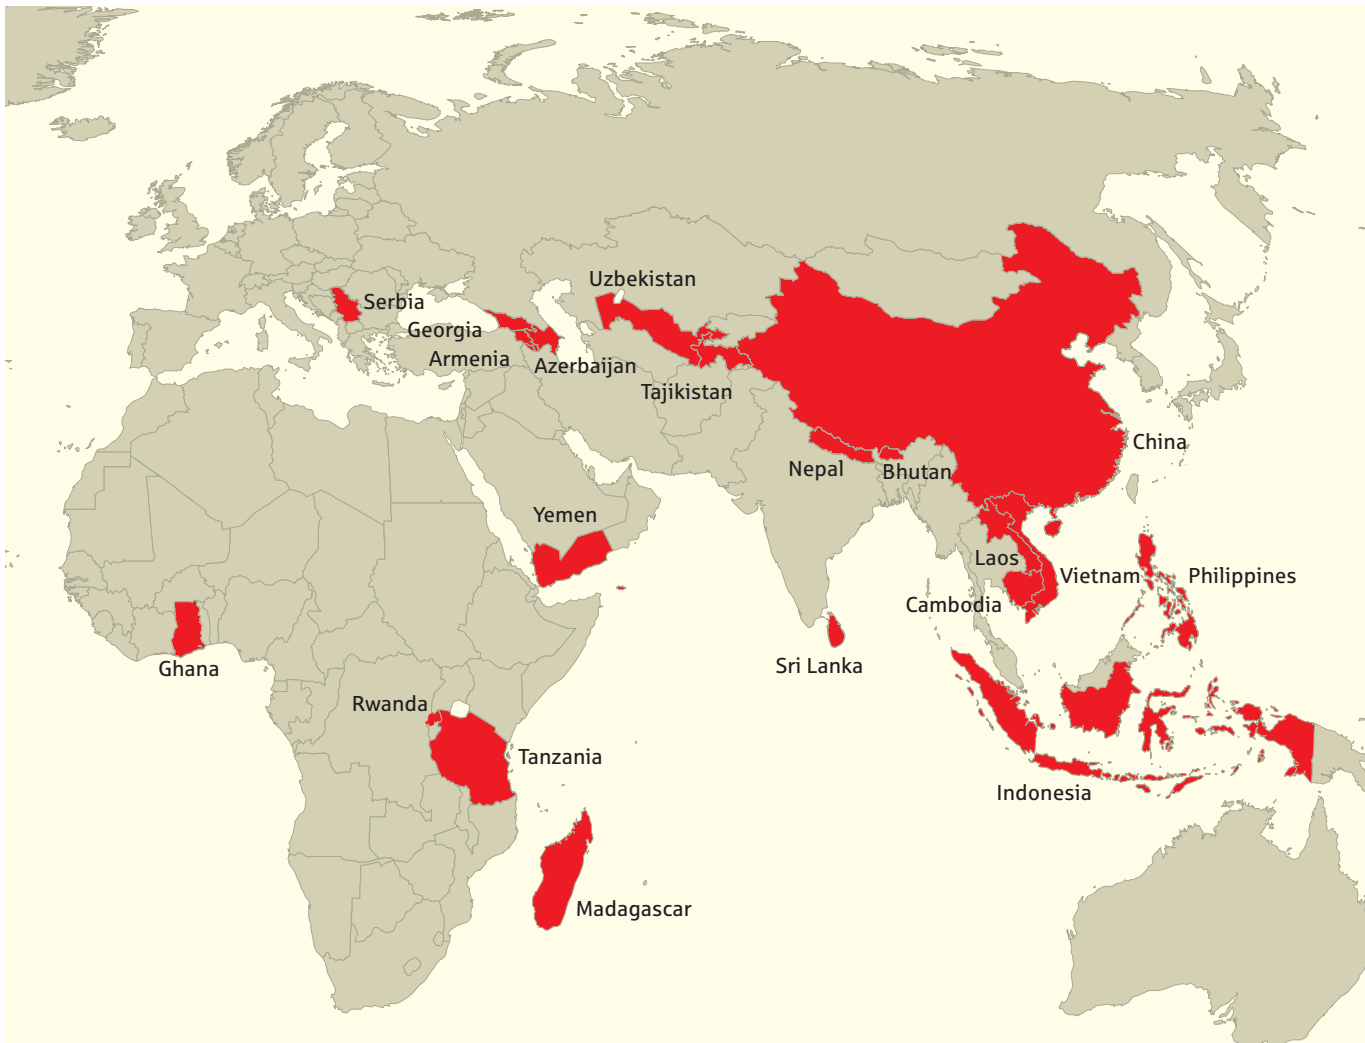 Uzbekistan
Serbia
Georgia
Armenia
Azerbaijan
Tajikistan
China
Nepal
Bhutan
Yemen
Laos
Vietnam
Philippines
Cambodia
Ghana
Sri Lanka
Rwanda
Tanzania
Indonesia
Madagascar